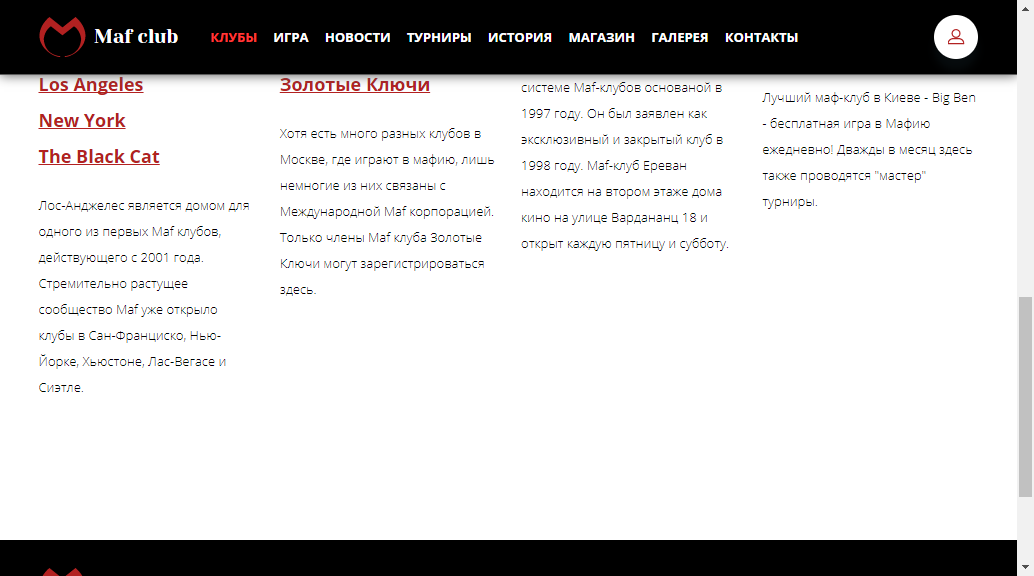 Maf club
КЛУБЫ ИГРА НОВОСТИ ТУРНИРЫ ИСТОРИЯ МАГАЗИН ГАЛЕРЕЯ КОНТАКТЫ
Los Angeles
New York
The Black Cat
Лос-Анджелес является домом для
одного из первых Maf клубов,
действующего с 2001 года.
Стремительно растущее
сообщество Maf уже открыло
клубы в Сан-Франциско, Нью-
Йорке, Хьюстоне, Лас-Вегасе и
Сиэтле.
Золотые Ключи
Хотя есть много разных клубов в
Москве, где играют в мафию, лишь
немногие из них связаны с
Международной Maf корпорацией.
Только члены Maf клуба Золотые
Ключи могут зарегистрироваться
здесь.
системе Maf-клубов основаной в
1997 году. Он был заявлен как
эксклюзивный и закрытый клуб в
1998 году. Maf-клуб Ереван
находится на втором этаже дома
кино на улице Вардананц 18 и
открыт каждую пятницу и субботу.
Лучший маф-клуб в Киеве - Big Ben
- бесплатная игра в Мафию
ежедневно! Дважды в месяц здесь
также проводятся "мастер"
турниры.